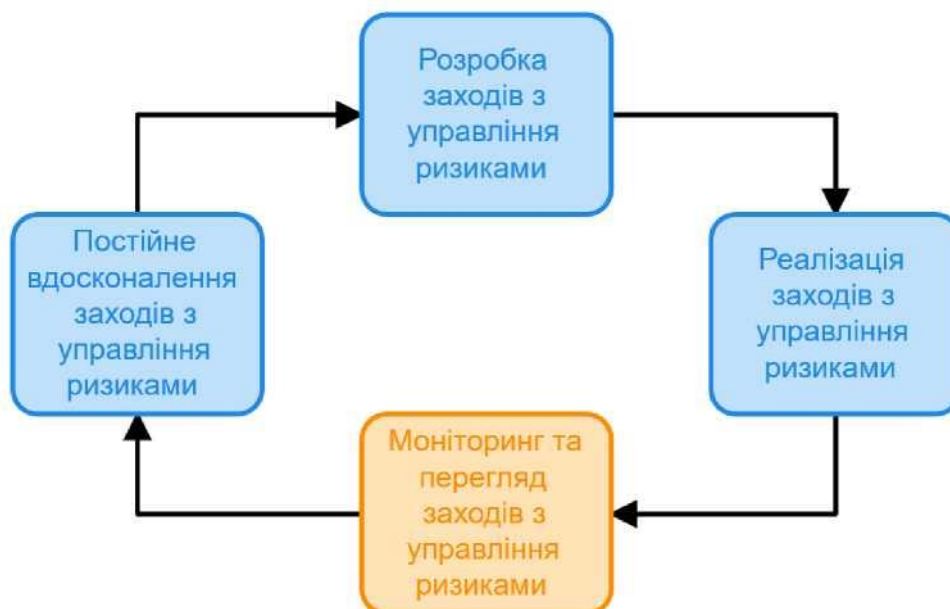 Розробка
заходів з
управління
ризиками
Постійне
вдосконалення
заходів з
управління
ризиками
Реалізація
заходів з
управління
ризиками
Моніторинг та
перегляд
заходів з
управління
ризиками